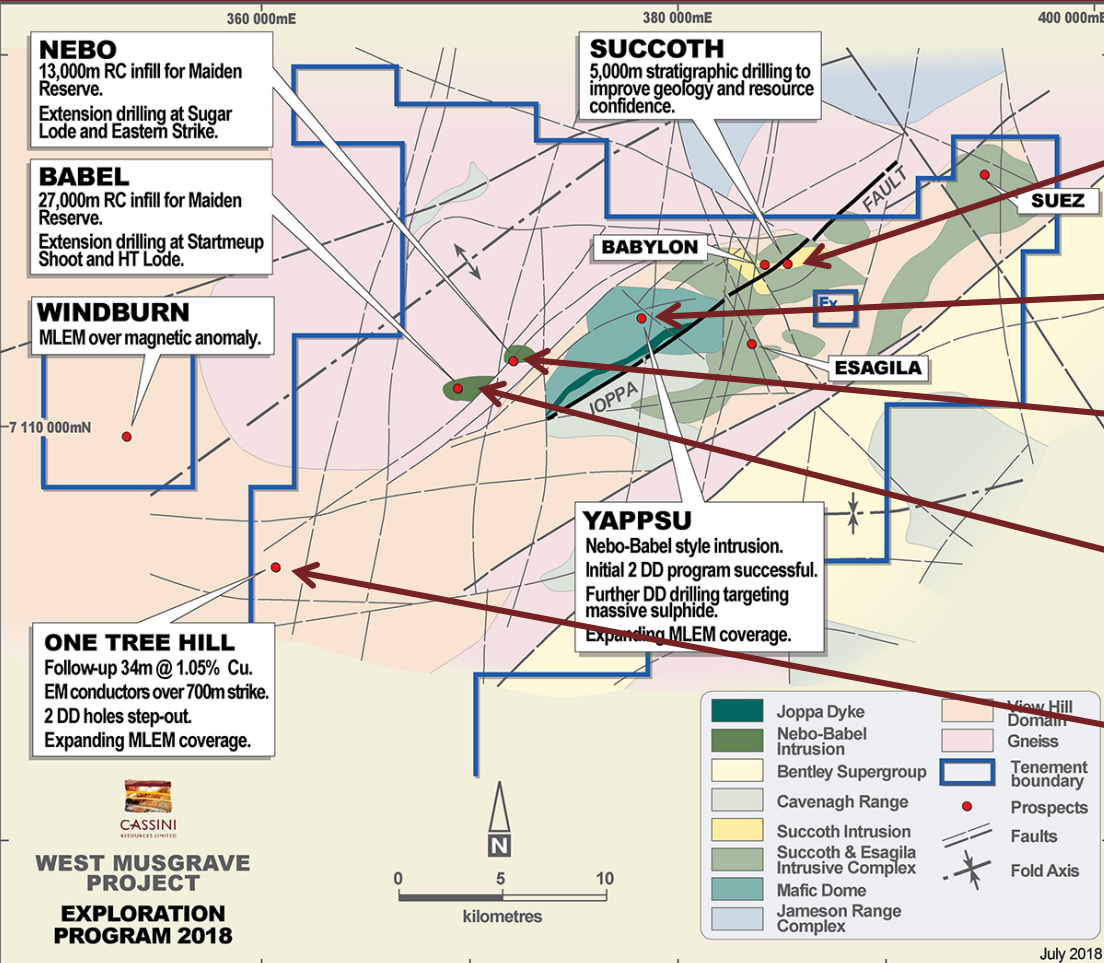 360 000mE
380 000mE
400 000mE
NEBO
13,000m RC infill for Maiden
Reserve.
Extension drilling at Sugar
Lode and Eastern Strike.
SUCCOTH
5,000m stratigraphic drilling to
improve geology and resource
confidence.
BABEL
27,000m RC infill for Maiden
Reserve.
Extension drilling at Startmeup
Shoot and HT Lode.
FAULT
SUEZ
BABYLON
WINDBURN
MLEM over magnetic anomaly.
Ex
ESAGILA
JOPPA
7 110 000mN
YAPPSU
Nebo-Babel style intrusion.
Initial 2 DD program successful.
Further DD drilling targeting
massive sulphide.
Expanding MLEM coverage.
ONE TREE HILL
Follow-up 34m @ 1.05% Cu.
EM conductors over 700m strike.
2 DD holes step-out.
Expanding MLEM coverage.
Joppa Dyke
Nebo-Babel
Intrusion
Bentley Supergroup
Cavenagh Range
Succoth Intrusion
Succoth & Esagila
Intrusive Complex
Mafic Dome
Jameson Range
Complex
View Hill
Domain
Gneiss
Tenement
boundary
Prospects
Faults
Fold Axis
CASSINI
RESOURCES LIMITED
WEST MUSGRAVE
PROJECT
EXPLORATION
PROGRAM 2018
N
0 5 10
kilometres
July 2018